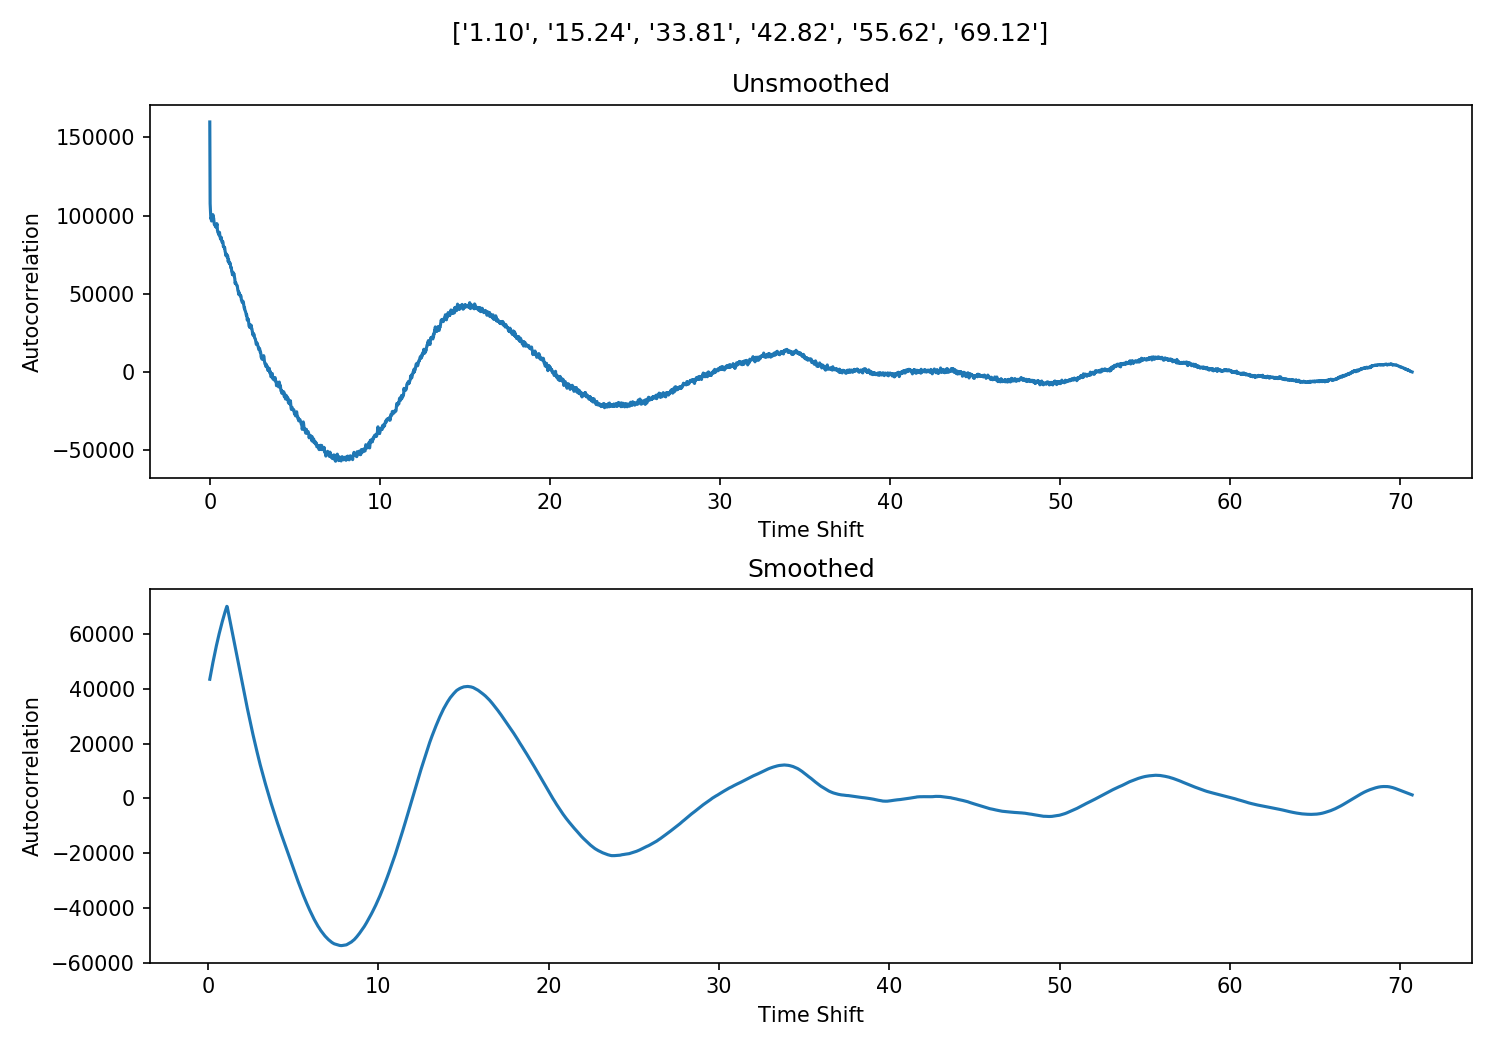 ['1.10', '15.24', '33.81', '42.82', '55.62', '69.12']
Unsmoothed
Autocorrelation
150000
100000
50000
0
−50000
0 10 20 30 40 50 60 70
Time Shift
Smoothed
Autocorrelation
60000
40000
20000
0
−20000
−40000
−60000
0 10 20 30 40 50 60 70
Time Shift